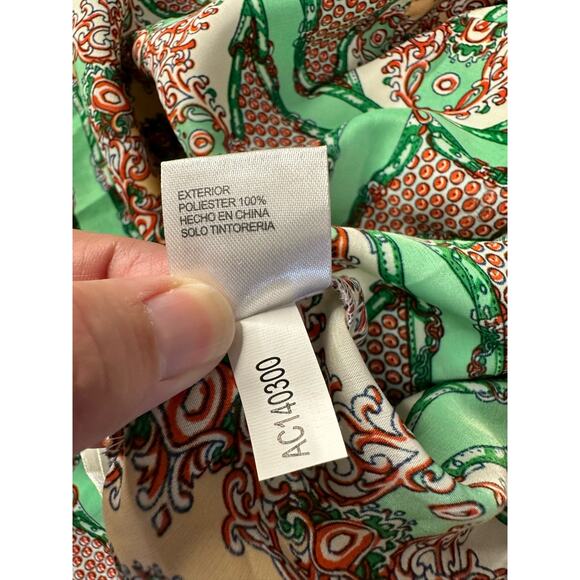 EXTERIOR
POLIESTER 100%
HECHO EN CHINA
SOLO TINTORERIA
AC140300